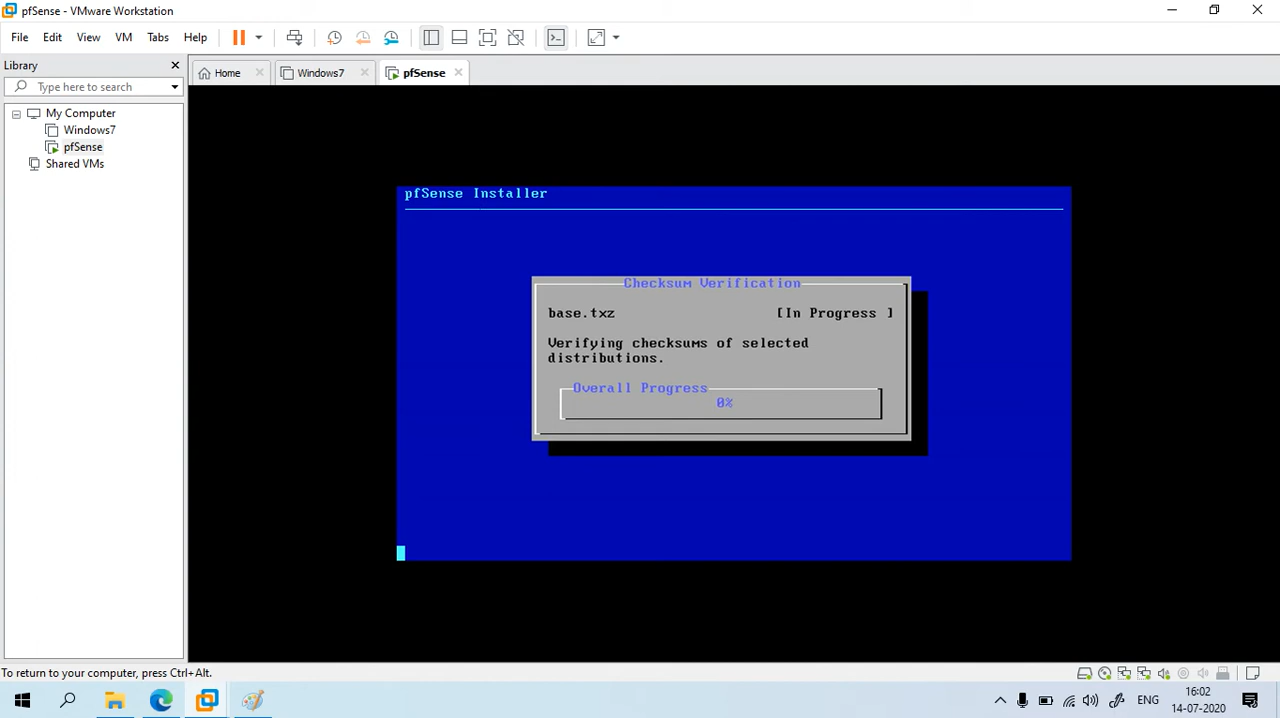 pfSense - VMware Workstation
File Edit View VM Tabs Help
Library
Type here to search
My Computer
Windows7
pfSense
Shared VMs
Home
Windows7
pfSense
pfSense Installer
Checksum Verification
base.txz [In Progress ]
Verifying checksums of selected
distributions.
Overall Progress
0%
To return to your computer, press Ctrl+Alt.
ENG
16:02
14-07-2020